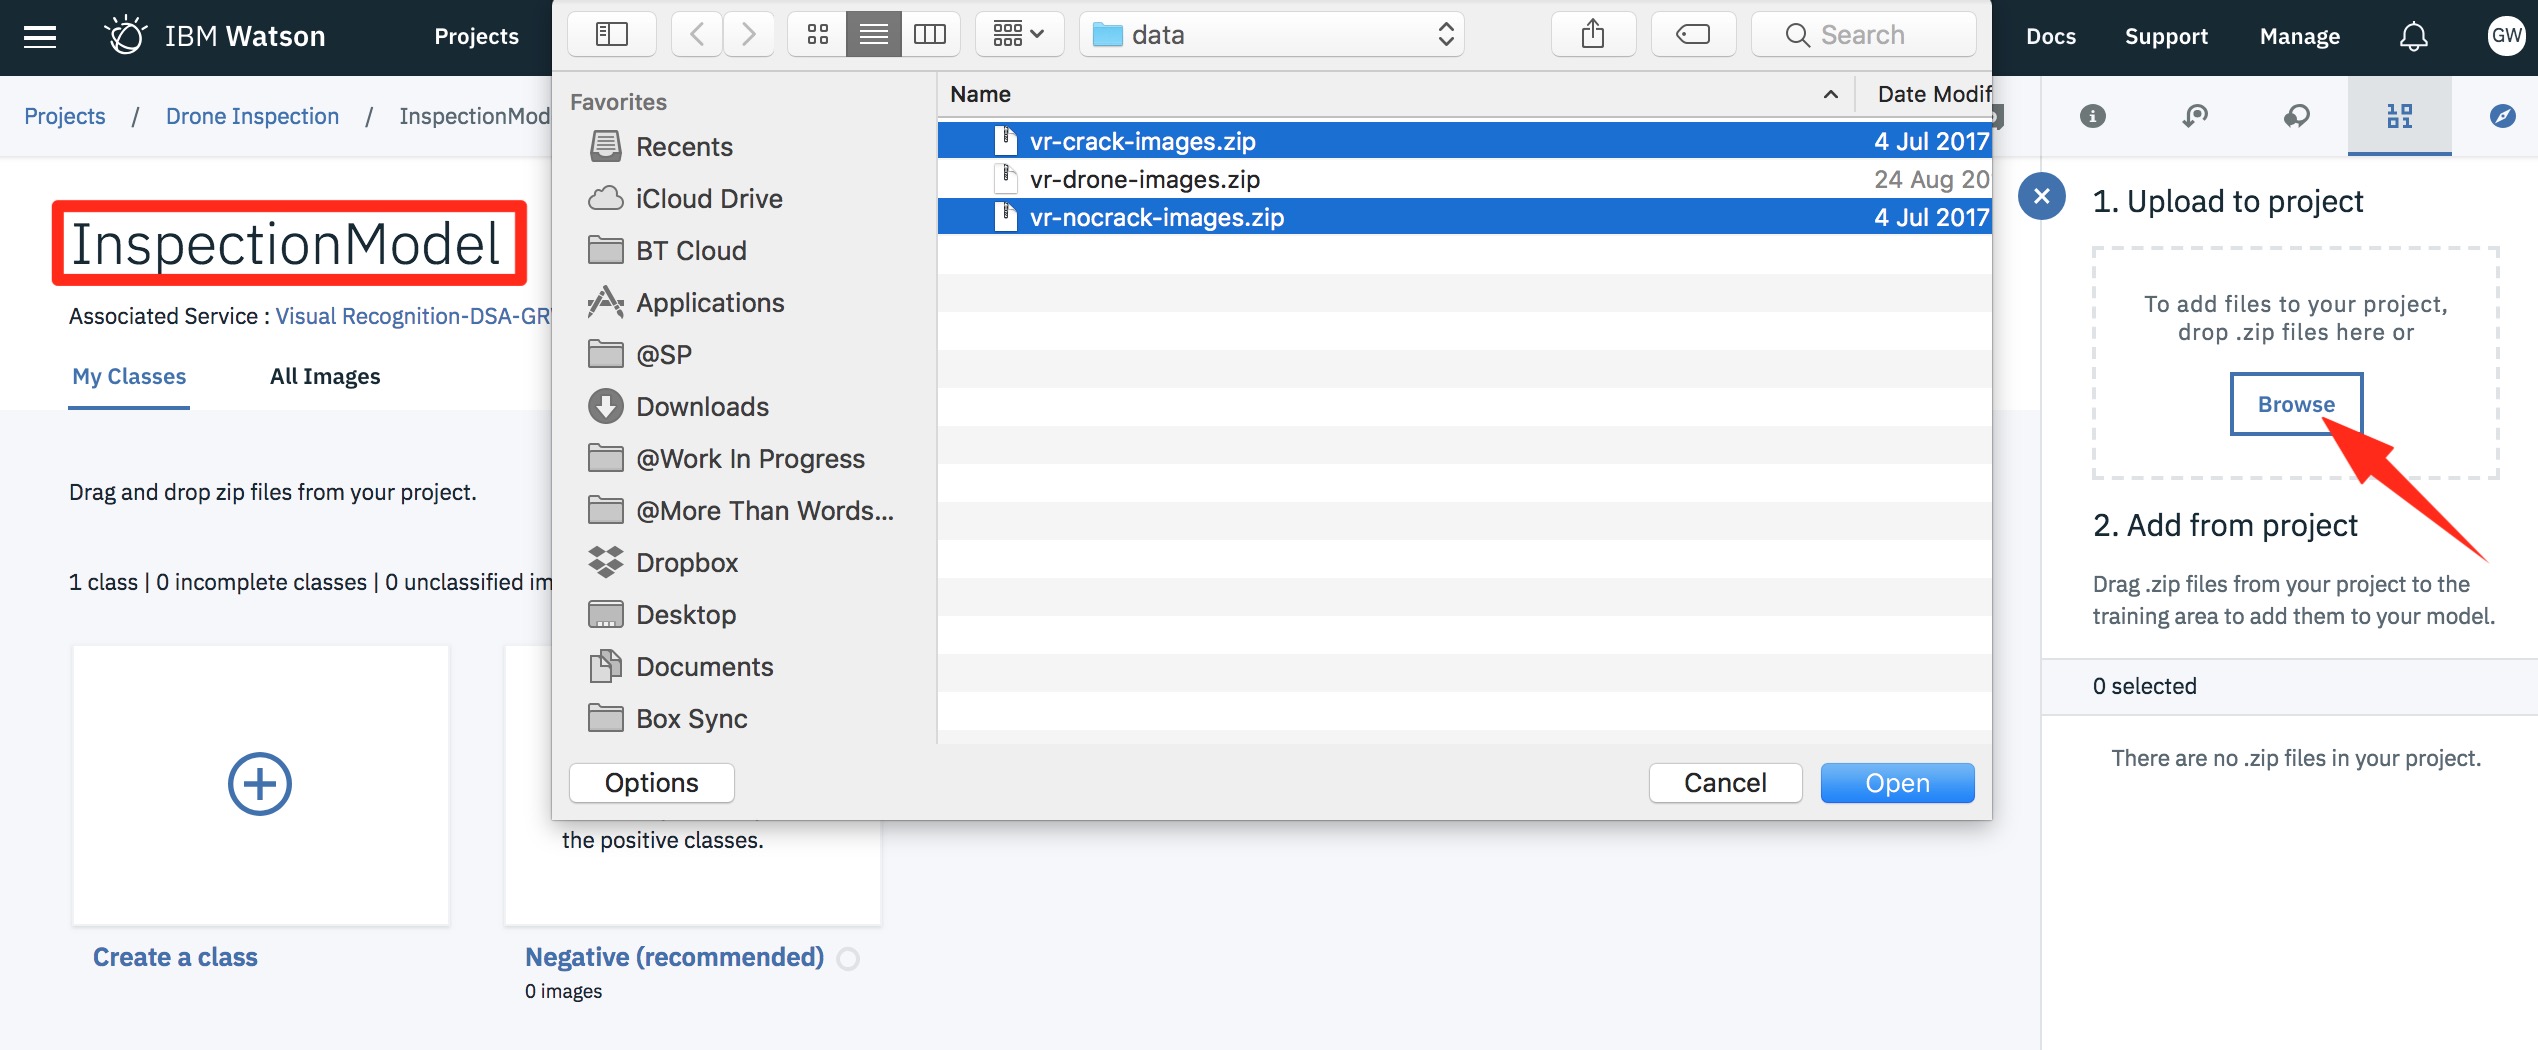 IBM Watson
Projects
Docs
Support
Manage
GW
Projects / Drone Inspection / InspectionMod
InspectionModel
Associated Service : Visual Recognition-DSA-GR
My Classes
All Images
Drag and drop zip files from your project.
1 class | 0 incomplete classes | 0 unclassified im
Create a class
the positive classes.
Negative (recommended)
0 images
data
Search
Favorites
Recents
iCloud Drive
BT Cloud
Applications
@SP
Downloads
@Work In Progress
@More Than Words...
Dropbox
Desktop
Documents
Box Sync
Name
Date Modif
vr-crack-images.zip 4 Jul 2017
vr-drone-images.zip 24 Aug 20
vr-nocrack-images.zip 4 Jul 2017
Options
Cancel
Open
1. Upload to project
To add files to your project,
drop .zip files here or
Browse
2. Add from project
Drag .zip files from your project to the
training area to add them to your model.
0 selected
There are no .zip files in your project.